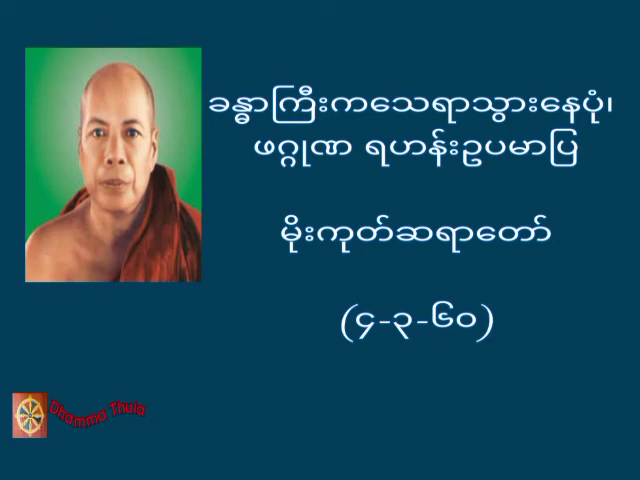 ခန္ဓာကြီးကသေရာသွားနေပုံ၊
ဖဂ္ဂုဏ ရဟန်းဥပမာပြ
မိုးကုတ်ဆရာတော်
(၄-၃-၆၀)
Dhamma Thula